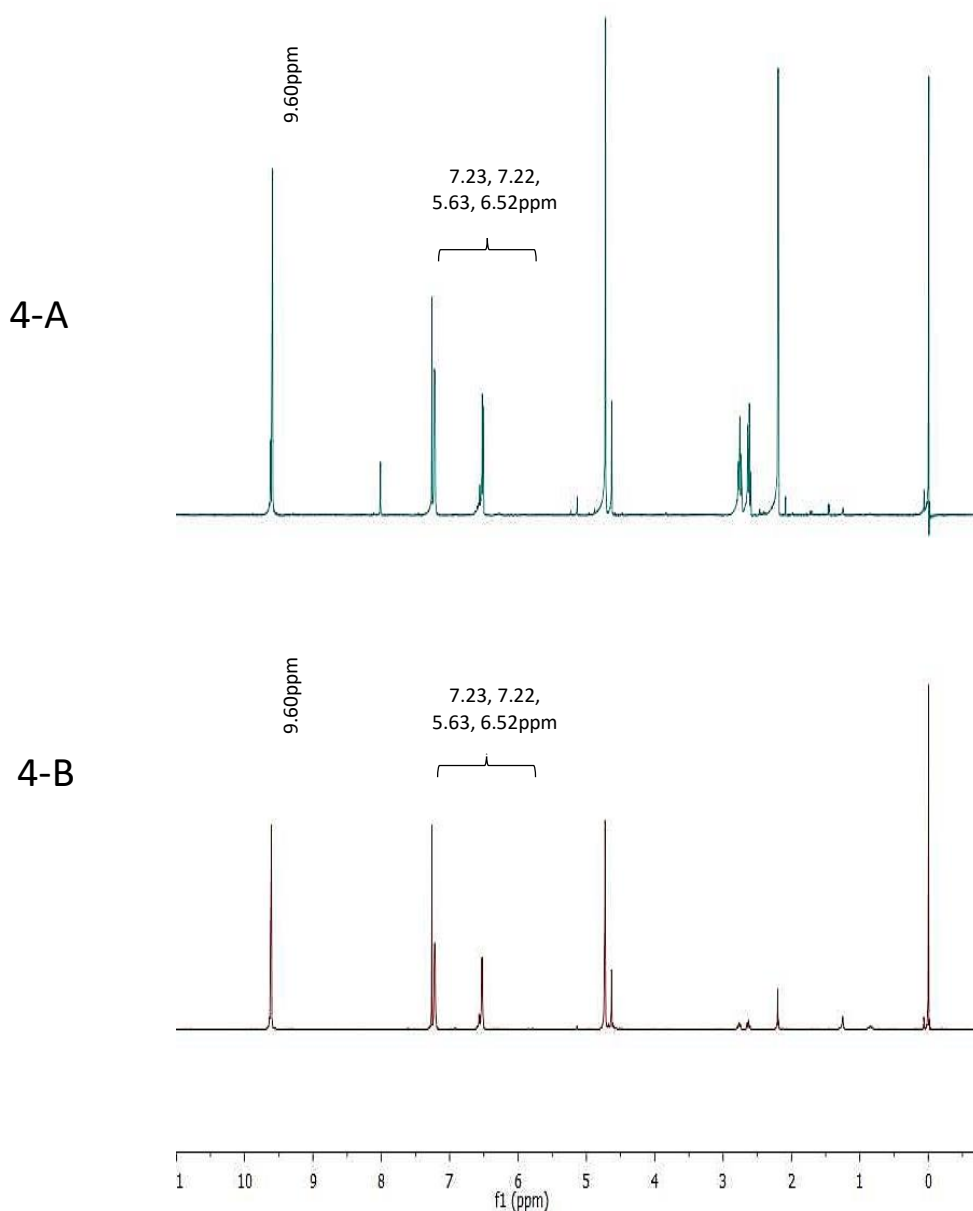 9.60ppm
7.23, 7.22,
5.63, 6.52ppm
4-A
9.60ppm
7.23, 7.22,
5.63, 6.52ppm
4-B
11 10 9 8 7 6 5 4 3 2 1 0
f1 (ppm)